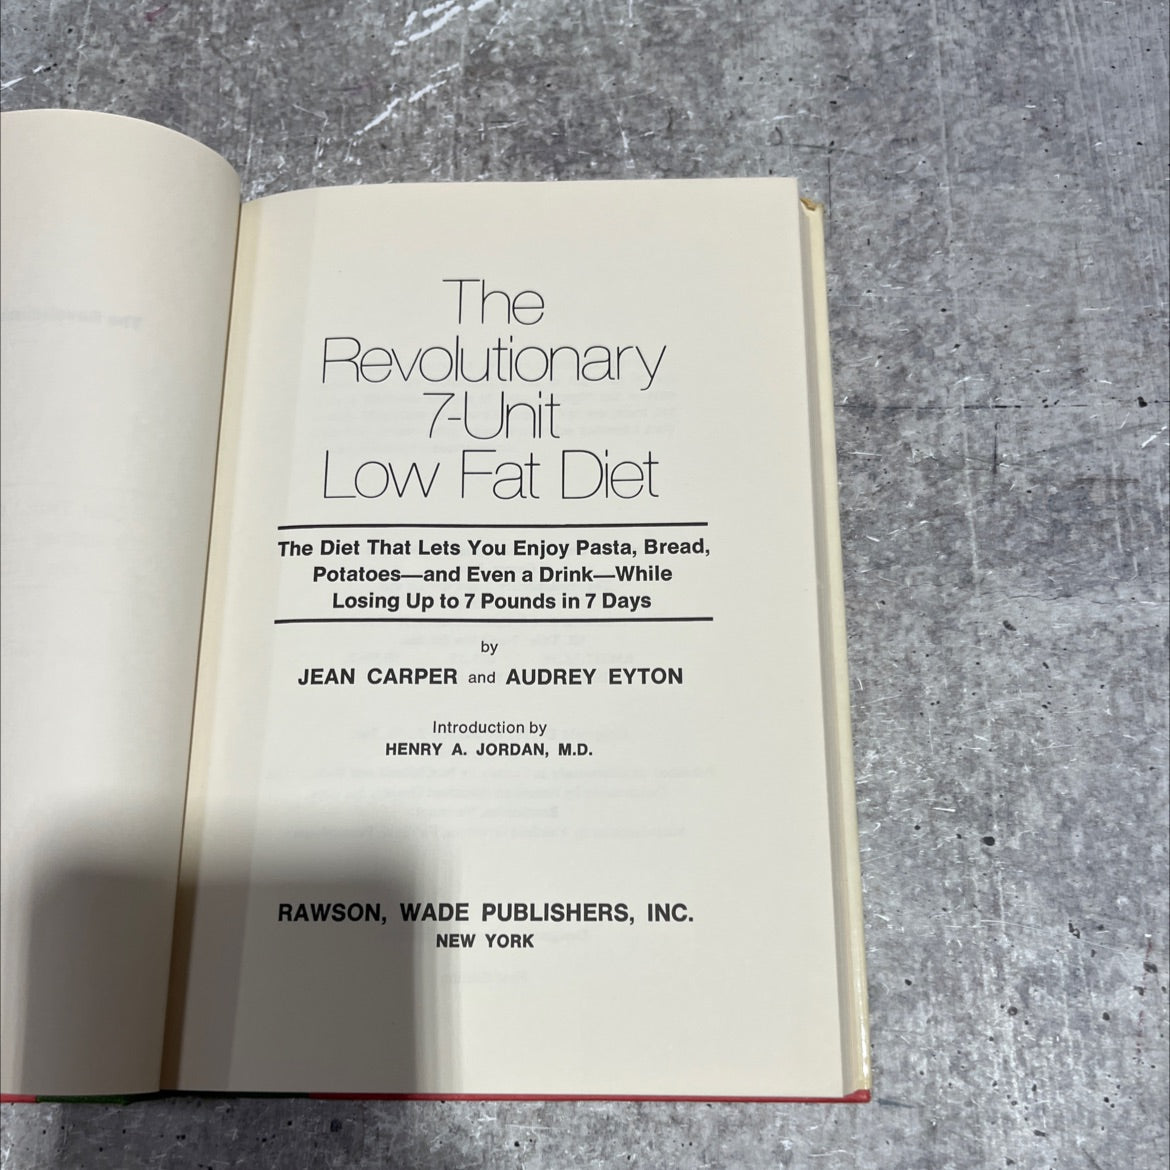 The
Revolutionary
7-Unit
Low Fat Diet
The Diet That Lets You Enjoy Pasta, Bread,
Potatoes—and Even a Drink—While
Losing Up to 7 Pounds in 7 Days
by
JEAN CARPER and AUDREY EYTON
Introduction by
HENRY A. JORDAN, M.D.
RAWSON, WADE PUBLISHERS, INC.
NEW YORK